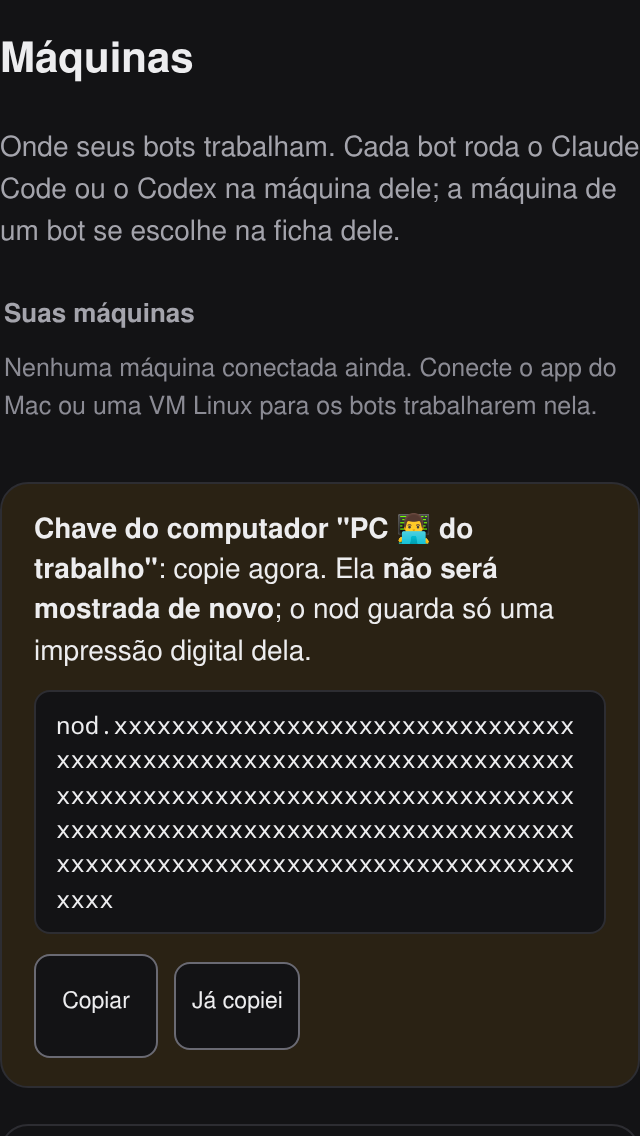 Máquinas
Onde seus bots trabalham. Cada bot roda o Claude
Code ou o Codex na máquina dele; a máquina de
um bot se escolhe na ficha dele.
Suas máquinas
Nenhuma máquina conectada ainda. Conecte o app do
Mac ou uma VM Linux para os bots trabalharem nela.
Chave do computador "PC 👨‍💻 do
trabalho": copie agora. Ela não será
mostrada de novo; o nod guarda só uma
impressão digital dela.
nod.xxxxxxxxxxxxxxxxxxxxxxxxxxxxxxxx
xxxxxxxxxxxxxxxxxxxxxxxxxxxxxxxxxxxx
xxxxxxxxxxxxxxxxxxxxxxxxxxxxxxxxxxxx
xxxxxxxxxxxxxxxxxxxxxxxxxxxxxxxxxxxx
xxxxxxxxxxxxxxxxxxxxxxxxxxxxxxxxxxxx
xxxx
Copiar
Já copiei